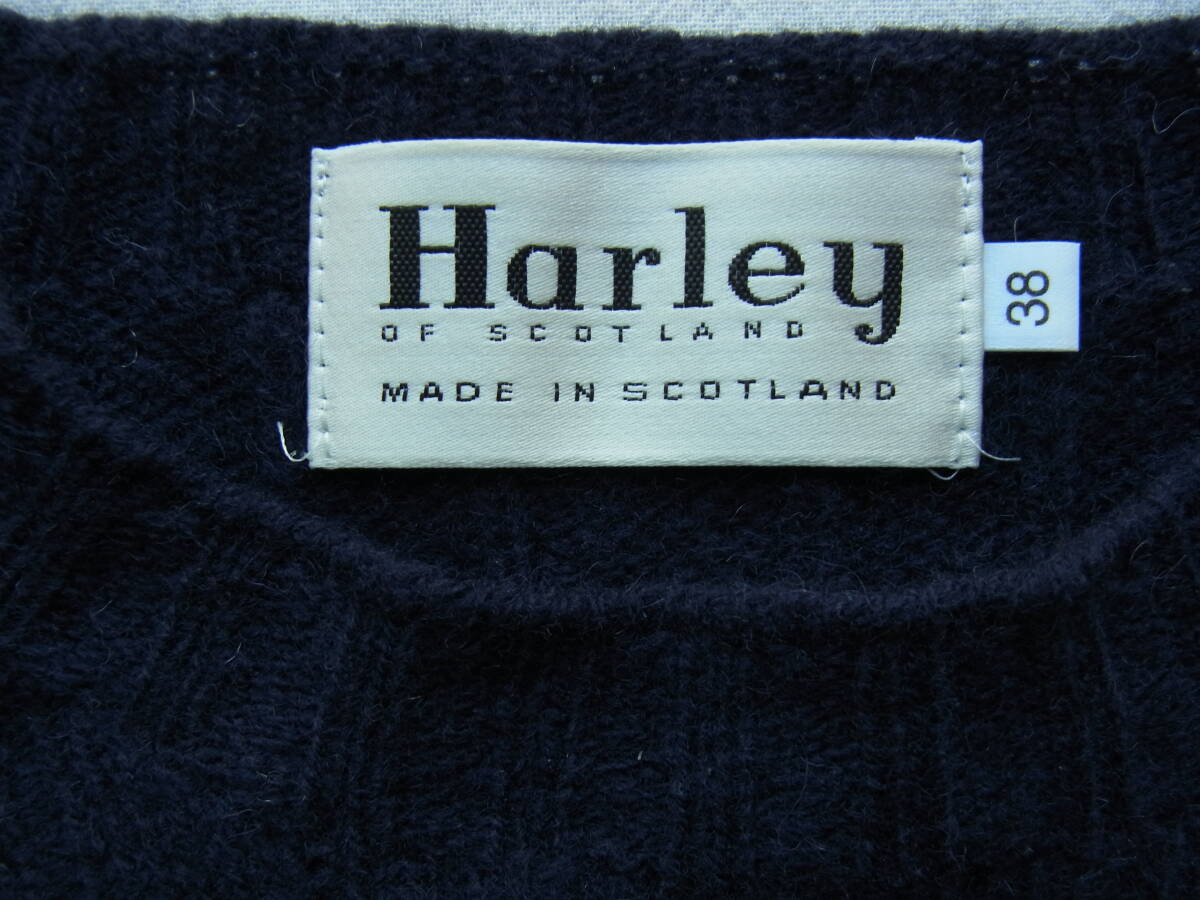 Harley
OF SCOTLAND
MADE IN SCOTLAND
38